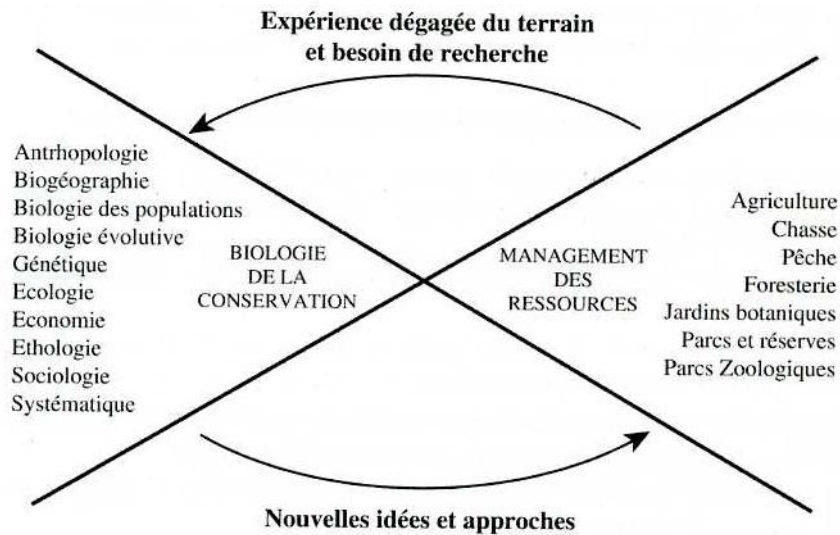 Expérience dégagée du terrain
et besoin de recherche
Antrhopologie
Biogéographie
Biologie des populations
Biologie évolutive
Génétique
Ecologie
Economie
Ethologie
Sociologie
Systématique
BIOLOGIE
DE LA
CONSERVATION
MANAGEMENT
DES
RESSOURCES
Agriculture
Chasse
Pêche
Foresterie
Jardins botaniques
Parcs et réserves
Parcs Zoologiques
Nouvelles idées et approches